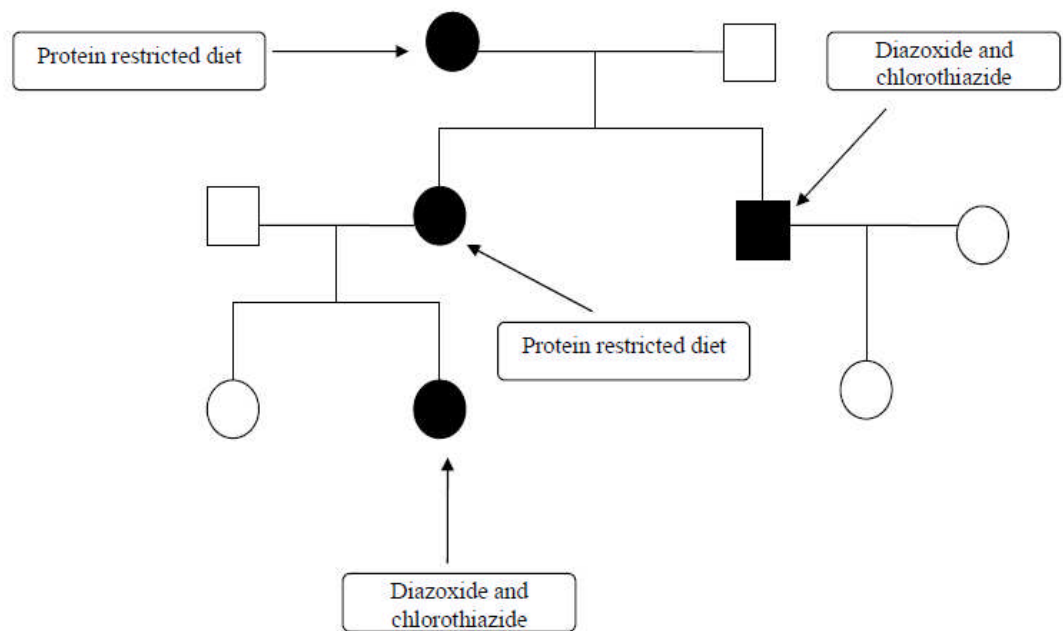 Protein restricted diet
Diazoxide and
chlorothiazide
Protein restricted diet
Diazoxide and
chlorothiazide